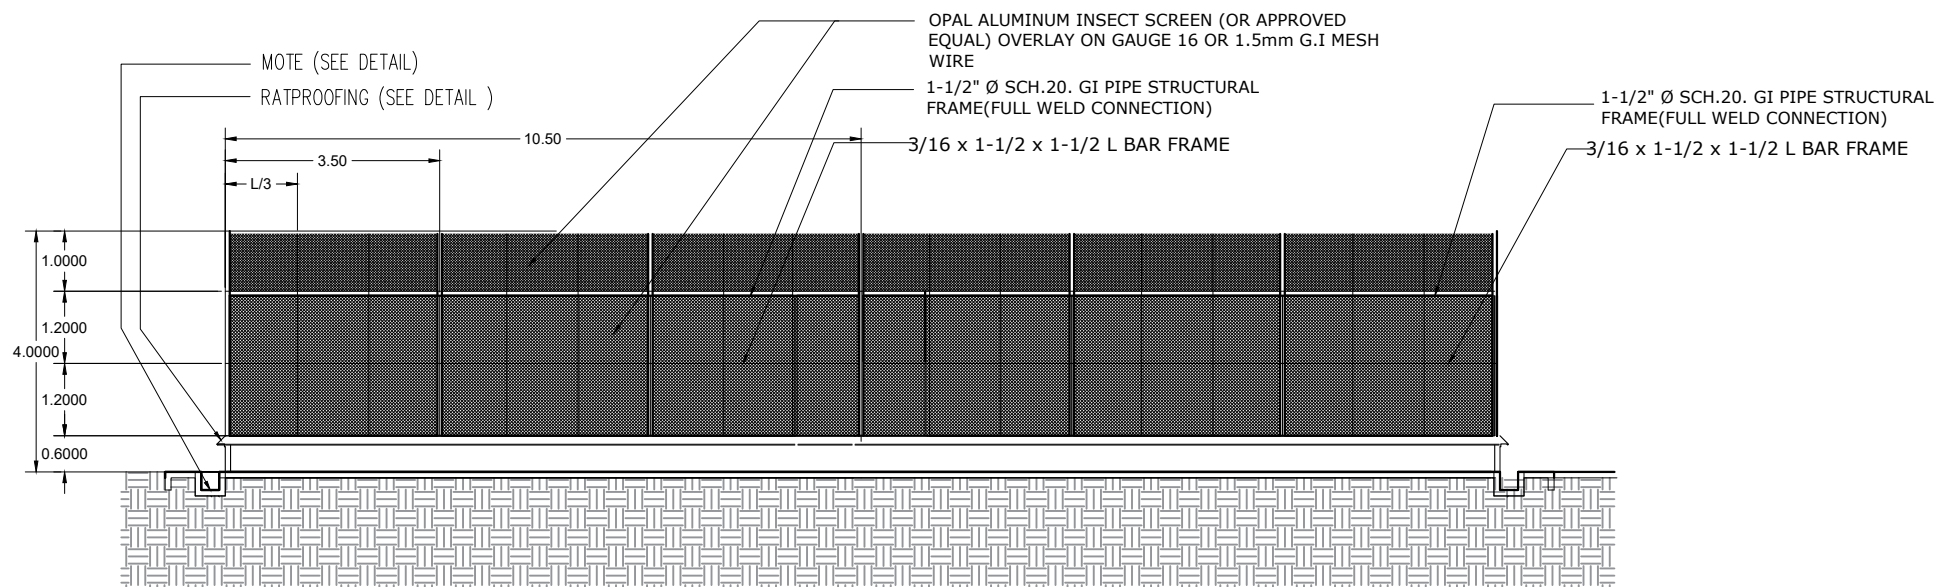 OPAL ALUMINUM INSECT SCREEN (OR APPROVED
EQUAL) OVERLAY ON GAUGE 16 OR 1.5mm G.I MESH
WIRE
MOTE (SEE DETAIL)
RATPROOFING (SEE DETAIL )
1-1/2" Ø SCH.20. GI PIPE STRUCTURAL
FRAME(FULL WELD CONNECTION)
3/16 x 1-1/2 x 1-1/2 L BAR FRAME
1-1/2" Ø SCH.20. GI PIPE STRUCTURAL
FRAME(FULL WELD CONNECTION)
3/16 x 1-1/2 x 1-1/2 L BAR FRAME
10.50
3.50
L/3
1.0000
1.2000
4.0000
1.2000
0.6000